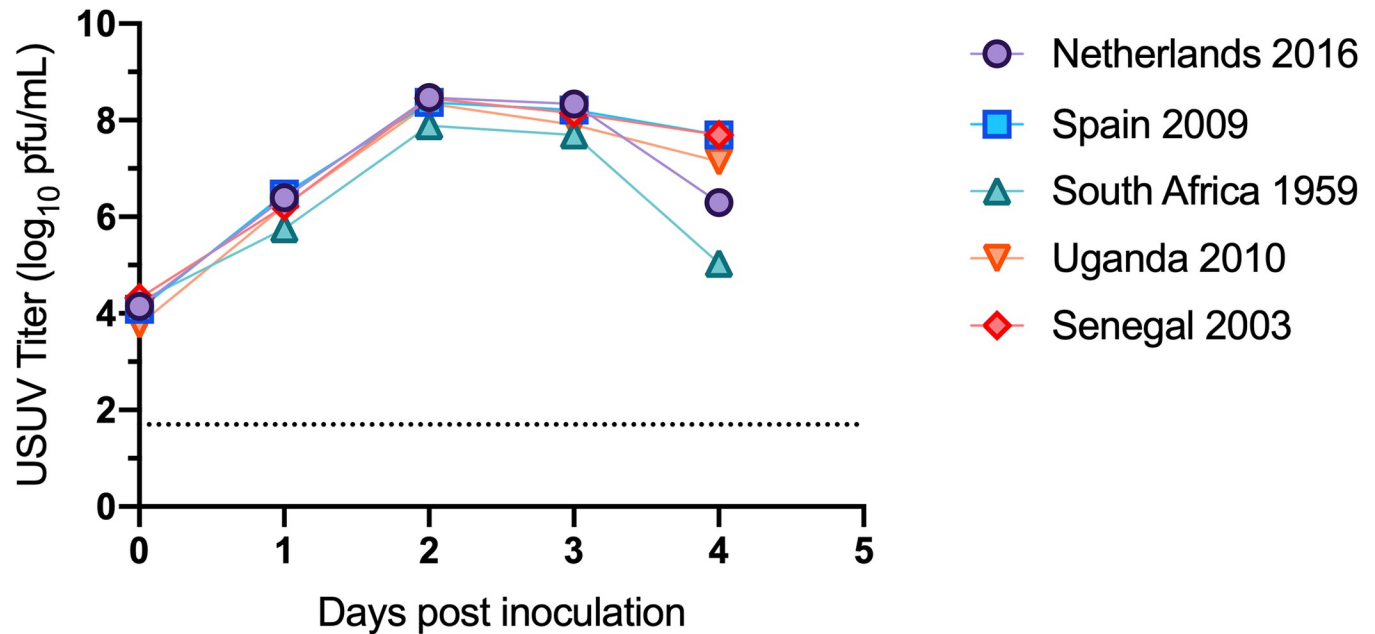 10
8
6
4
2
0
USUV Titer (log10 pfu/mL)
0 1 2 3 4 5
Days post inoculation
Netherlands 2016
Spain 2009
South Africa 1959
Uganda 2010
Senegal 2003